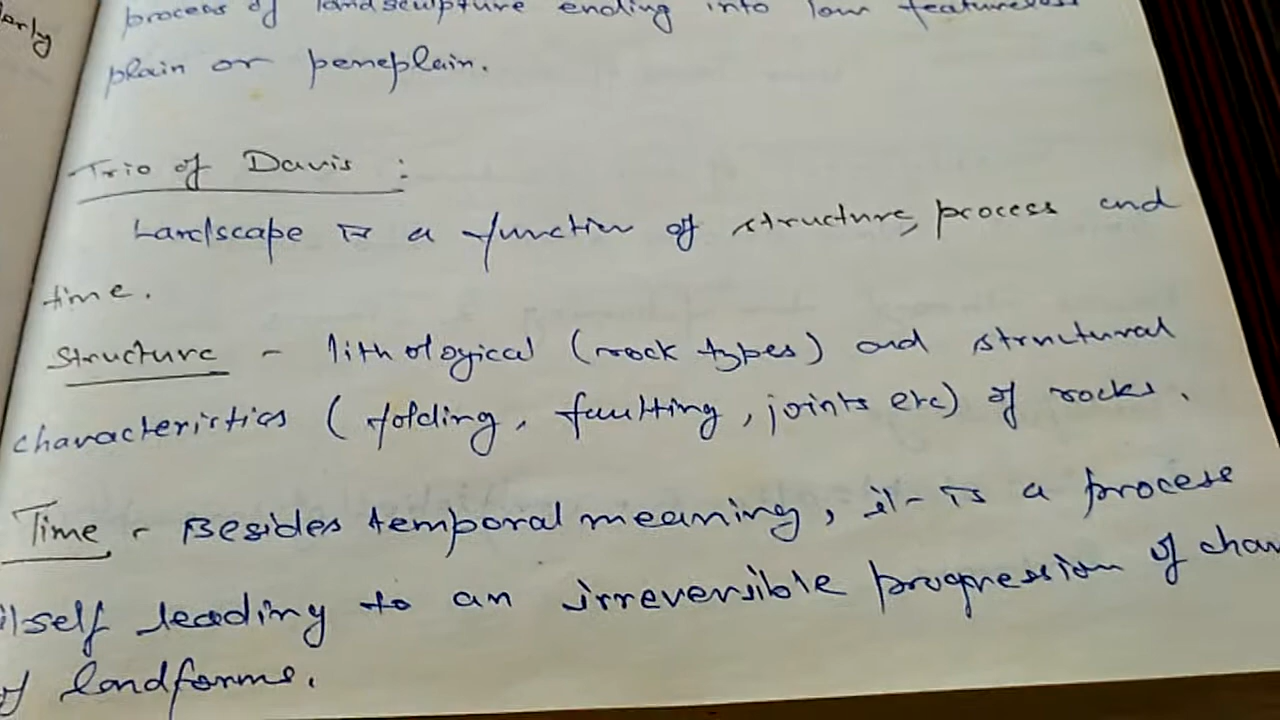 process of landsculpture ending into low featureless
plain or peneplain.
Trio of Davis :
Landscape is a function of structure, process and
time.
Structure - lithological (rock types) and structural
characteristics ( folding, faulting, joints etc) of rocks.
Time - Besides temporal meaning, it is a process
itself leading to an irreversible progression of chan
of landforms.